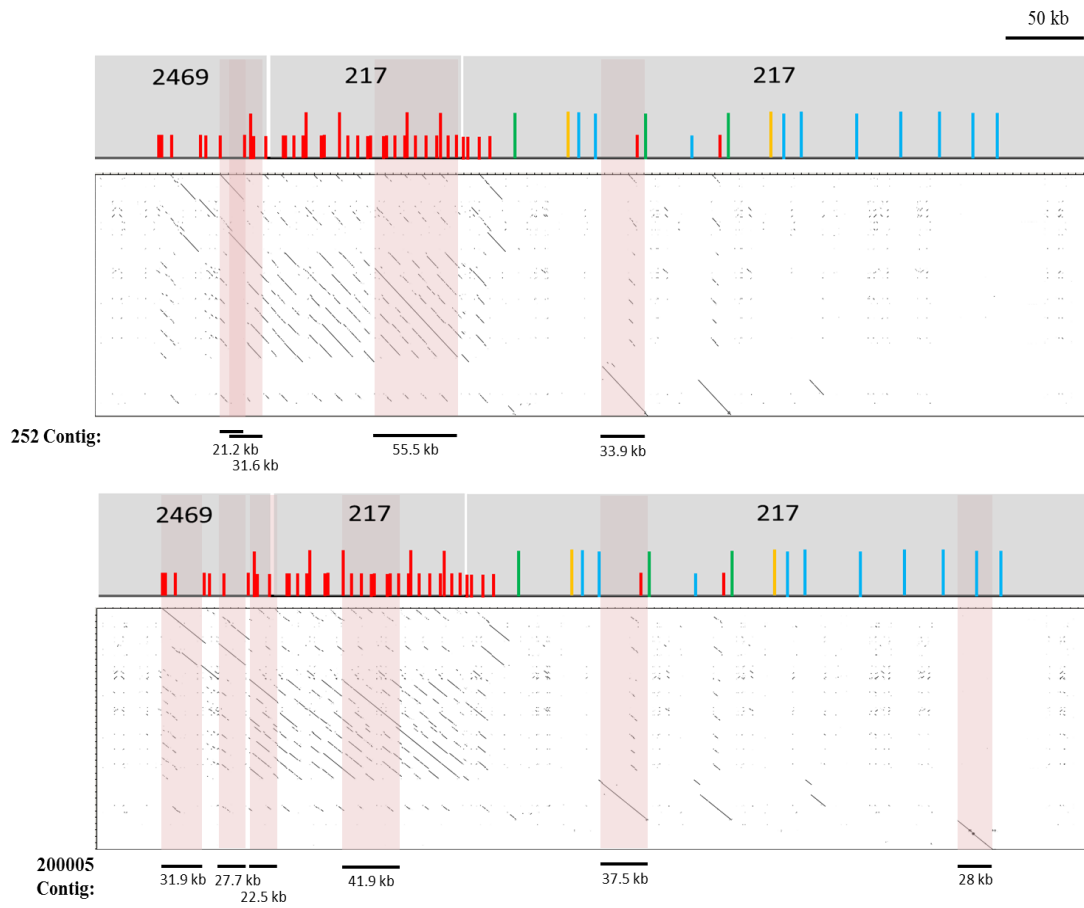 50 kb
2469 217 217
252 Contig:
21.2 kb 55.5 kb 33.9 kb
31.6 kb
2469 217 217
200005
Contig:
31.9 kb 27.7 kb 41.9 kb 37.5 kb 28 kb
22.5 kb